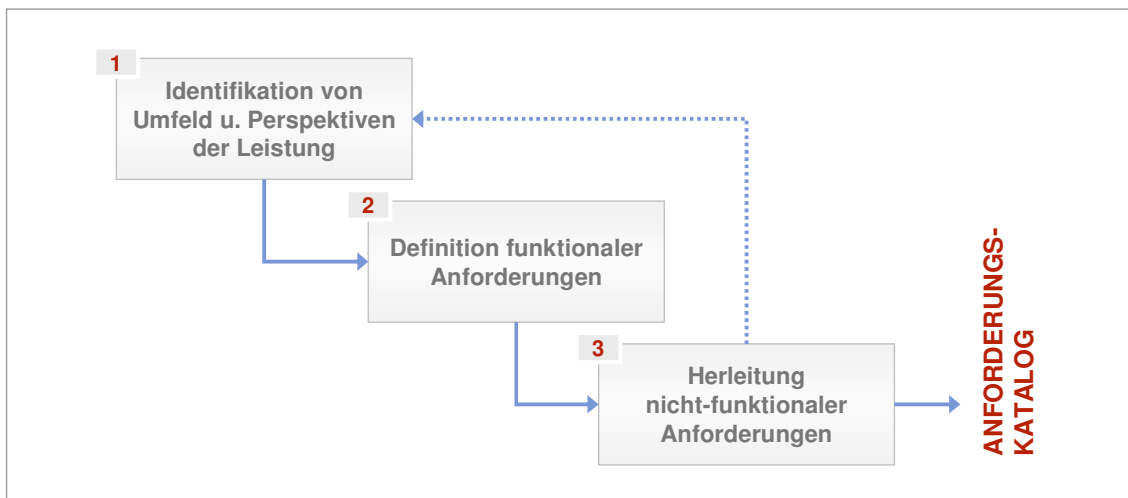 1
Identifikation von
Umfeld u. Perspektiven
der Leistung
2
Definition funktionaler
Anforderungen
3
Herleitung
nicht-funktionaler
Anforderungen
ANFORDERUNGS-
KATALOG